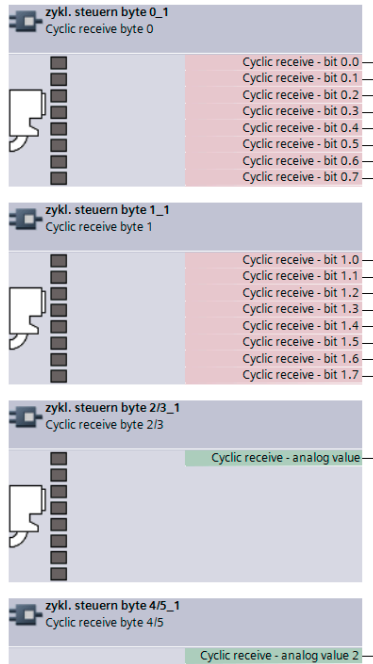 zykl. steuern byte 0_1
Cyclic receive byte 0
Cyclic receive - bit 0.0
Cyclic receive - bit 0.1
Cyclic receive - bit 0.2
Cyclic receive - bit 0.3
Cyclic receive - bit 0.4
Cyclic receive - bit 0.5
Cyclic receive - bit 0.6
Cyclic receive - bit 0.7
zykl. steuern byte 1_1
Cyclic receive byte 1
Cyclic receive - bit 1.0
Cyclic receive - bit 1.1
Cyclic receive - bit 1.2
Cyclic receive - bit 1.3
Cyclic receive - bit 1.4
Cyclic receive - bit 1.5
Cyclic receive - bit 1.6
Cyclic receive - bit 1.7
zykl. steuern byte 2/3_1
Cyclic receive byte 2/3
Cyclic receive - analog value
zykl. steuern byte 4/5_1
Cyclic receive byte 4/5
Cyclic receive - analog value 2